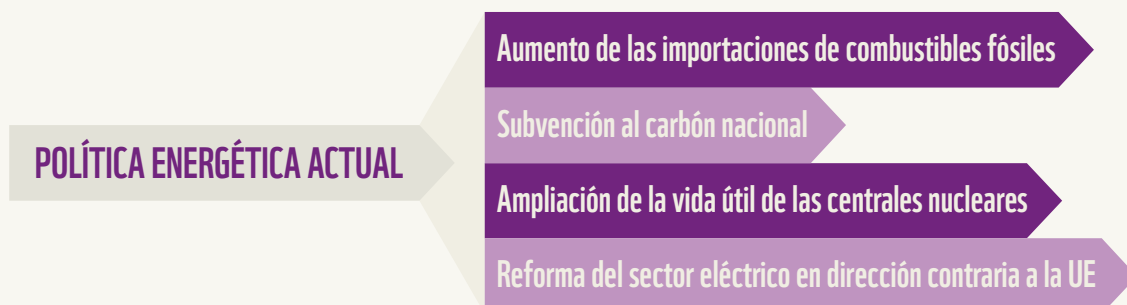 POLÍTICA ENERGÉTICA ACTUAL
Aumento de las importaciones de combustibles fósiles
Subvención al carbón nacional
Ampliación de la vida útil de las centrales nucleares
Reforma del sector eléctrico en dirección contraria a la UE